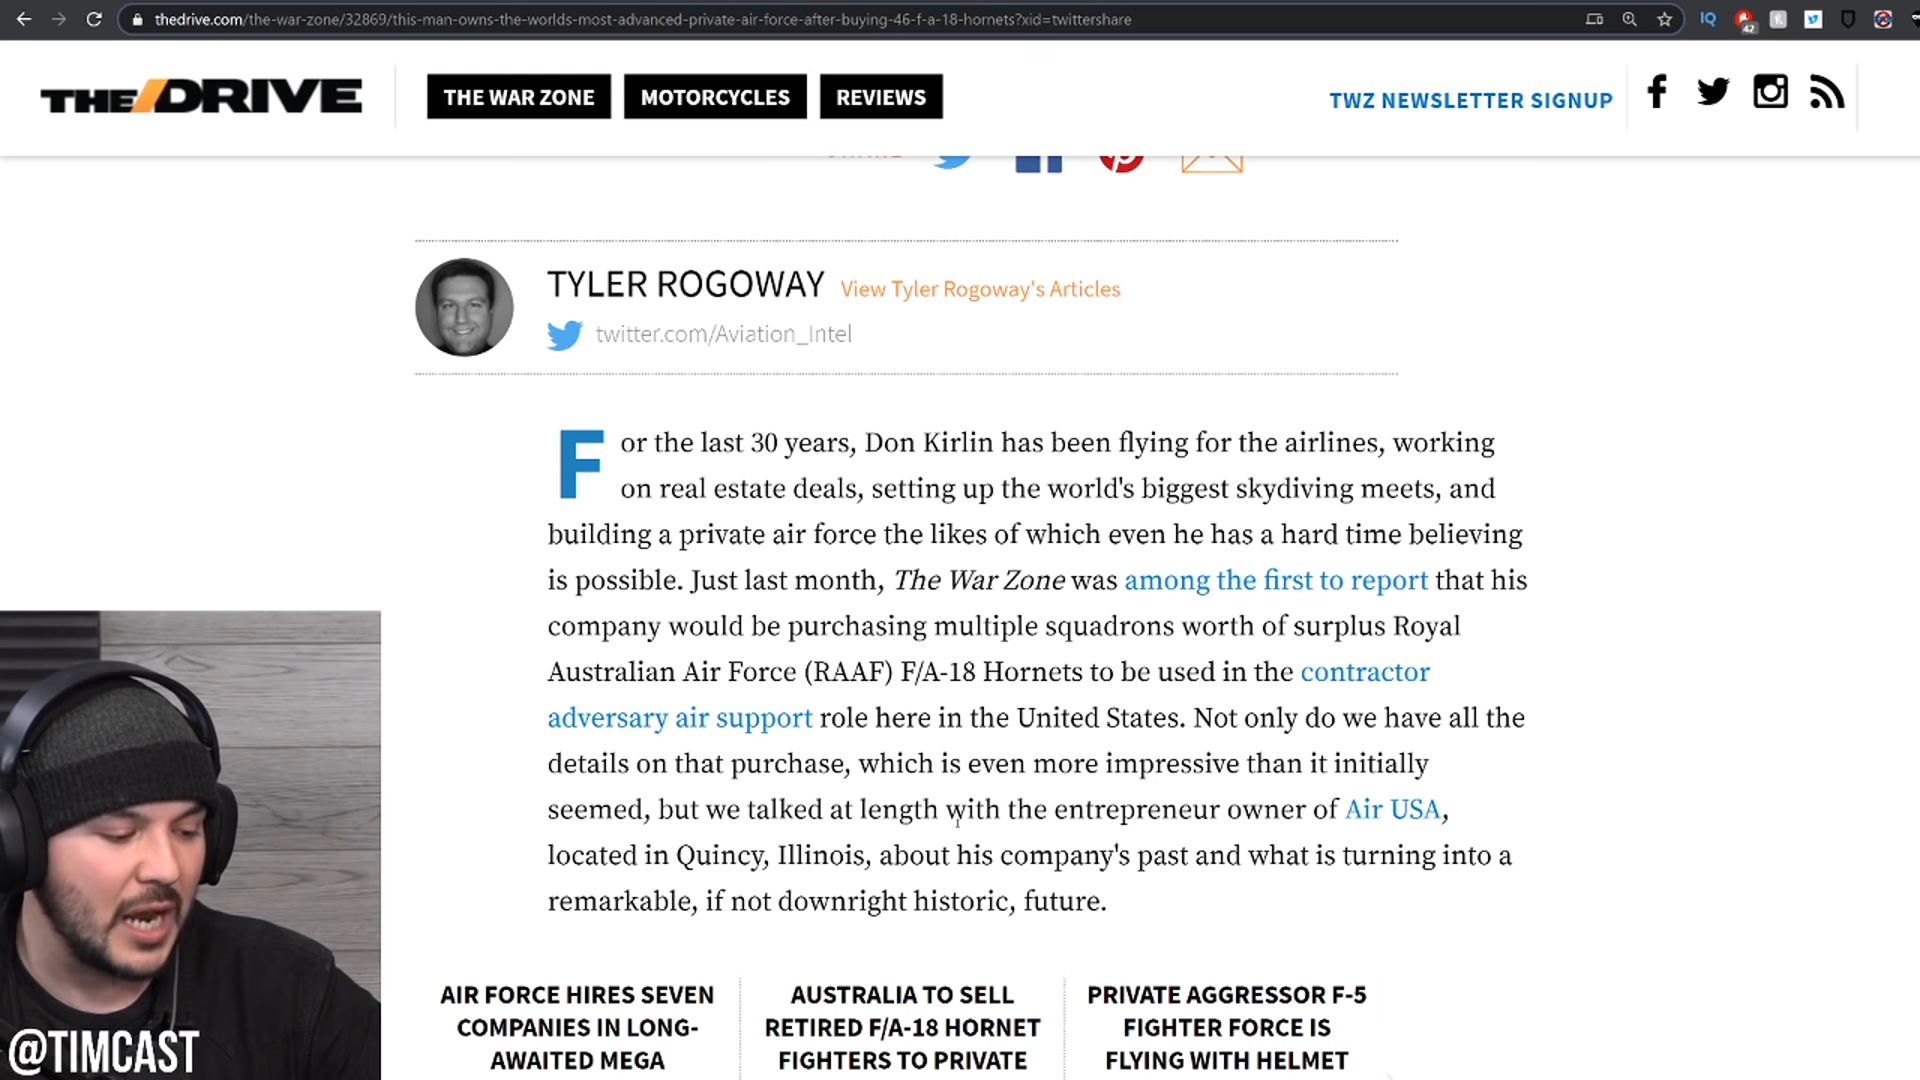 thedrive.com/the-war-zone/32869/this-man-owns-the-worlds-most-advanced-private-air-force-after-buying-46-f-a-18-hornets?xid=twittershare
IQ
42
THE DRIVE
THE WAR ZONE
MOTORCYCLES
REVIEWS
TWZ NEWSLETTER SIGNUP
TYLER ROGOWAY View Tyler Rogoway's Articles
twitter.com/Aviation_Intel
For the last 30 years, Don Kirlin has been flying for the airlines, working
on real estate deals, setting up the world's biggest skydiving meets, and
building a private air force the likes of which even he has a hard time believing
is possible. Just last month, The War Zone was among the first to report that his
company would be purchasing multiple squadrons worth of surplus Royal
Australian Air Force (RAAF) F/A-18 Hornets to be used in the contractor
adversary air support role here in the United States. Not only do we have all the
details on that purchase, which is even more impressive than it initially
seemed, but we talked at length with the entrepreneur owner of Air USA,
located in Quincy, Illinois, about his company's past and what is turning into a
remarkable, if not downright historic, future.
AIR FORCE HIRES SEVEN
COMPANIES IN LONG-
AWAITED MEGA
AUSTRALIA TO SELL
RETIRED F/A-18 HORNET
FIGHTERS TO PRIVATE
PRIVATE AGGRESSOR F-5
FIGHTER FORCE IS
FLYING WITH HELMET
@TIMCAST